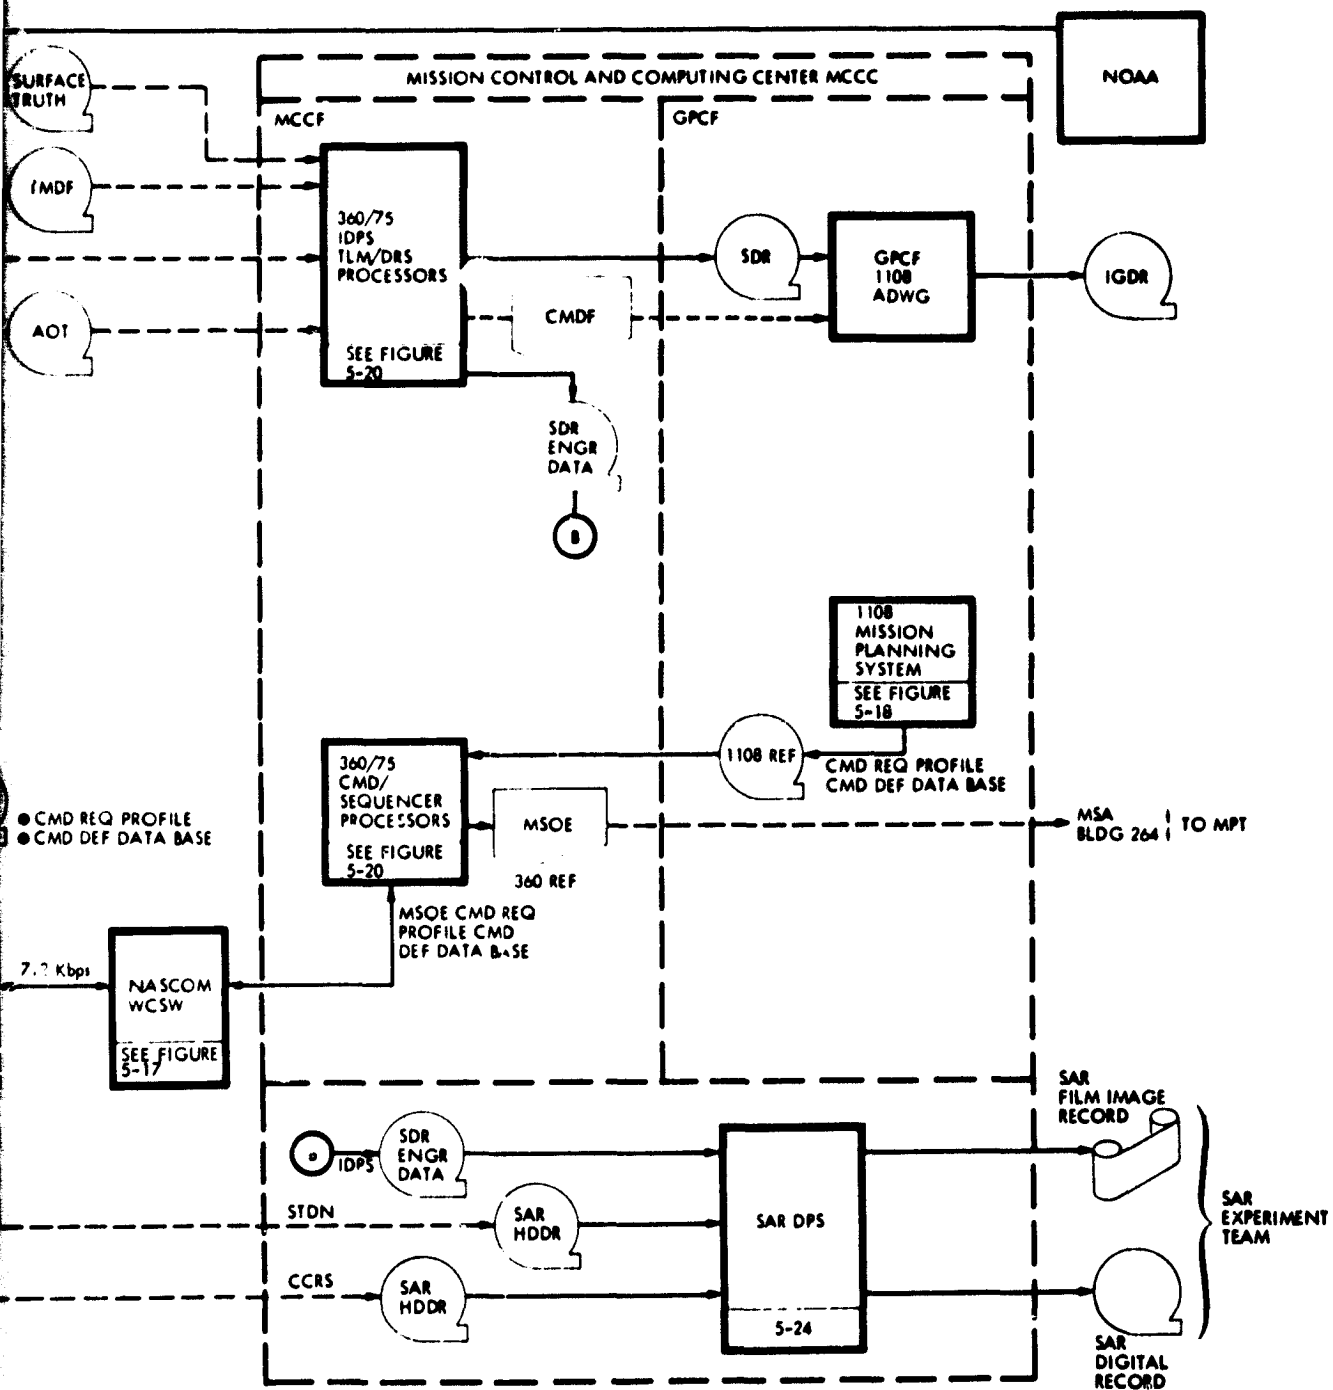 NOAA
MISSION CONTROL AND COMPUTING CENTER MCCC
SURFACE
TRUTH
MCCF
GPCF
360/75
IDPS
TLM/DRS
PROCESSORS
SEE FIGURE
5-20
AOT
SDR
GPCF
1108
ADWG
IGDR
CMDF
SDR
ENGR
DATA
B
1108
MISSION
PLANNING
SYSTEM
SEE FIGURE
5-18
1108 REF
CMD REQ PROFILE
CMD DEF DATA BASE
360/75
CMD/
SEQUENCER
PROCESSORS
SEE FIGURE
5-20
MSOE
360 REF
MSA
BLDG 264
TO MPT
● CMD REQ PROFILE
● CMD DEF DATA BASE
MSOE CMD REQ
PROFILE CMD
DEF DATA BASE
Kbps
NASCOM
WCSW
SEE FIGURE
5-17
SAR
FILM IMAGE
RECORD
IDPS
SDR
ENGR
DATA
STDN
SAR
HDDR
CCRS
SAR
HDDR
SAR DPS
5-24
SAR
EXPERIMENT
TEAM
SAR
DIGITAL
RECORD